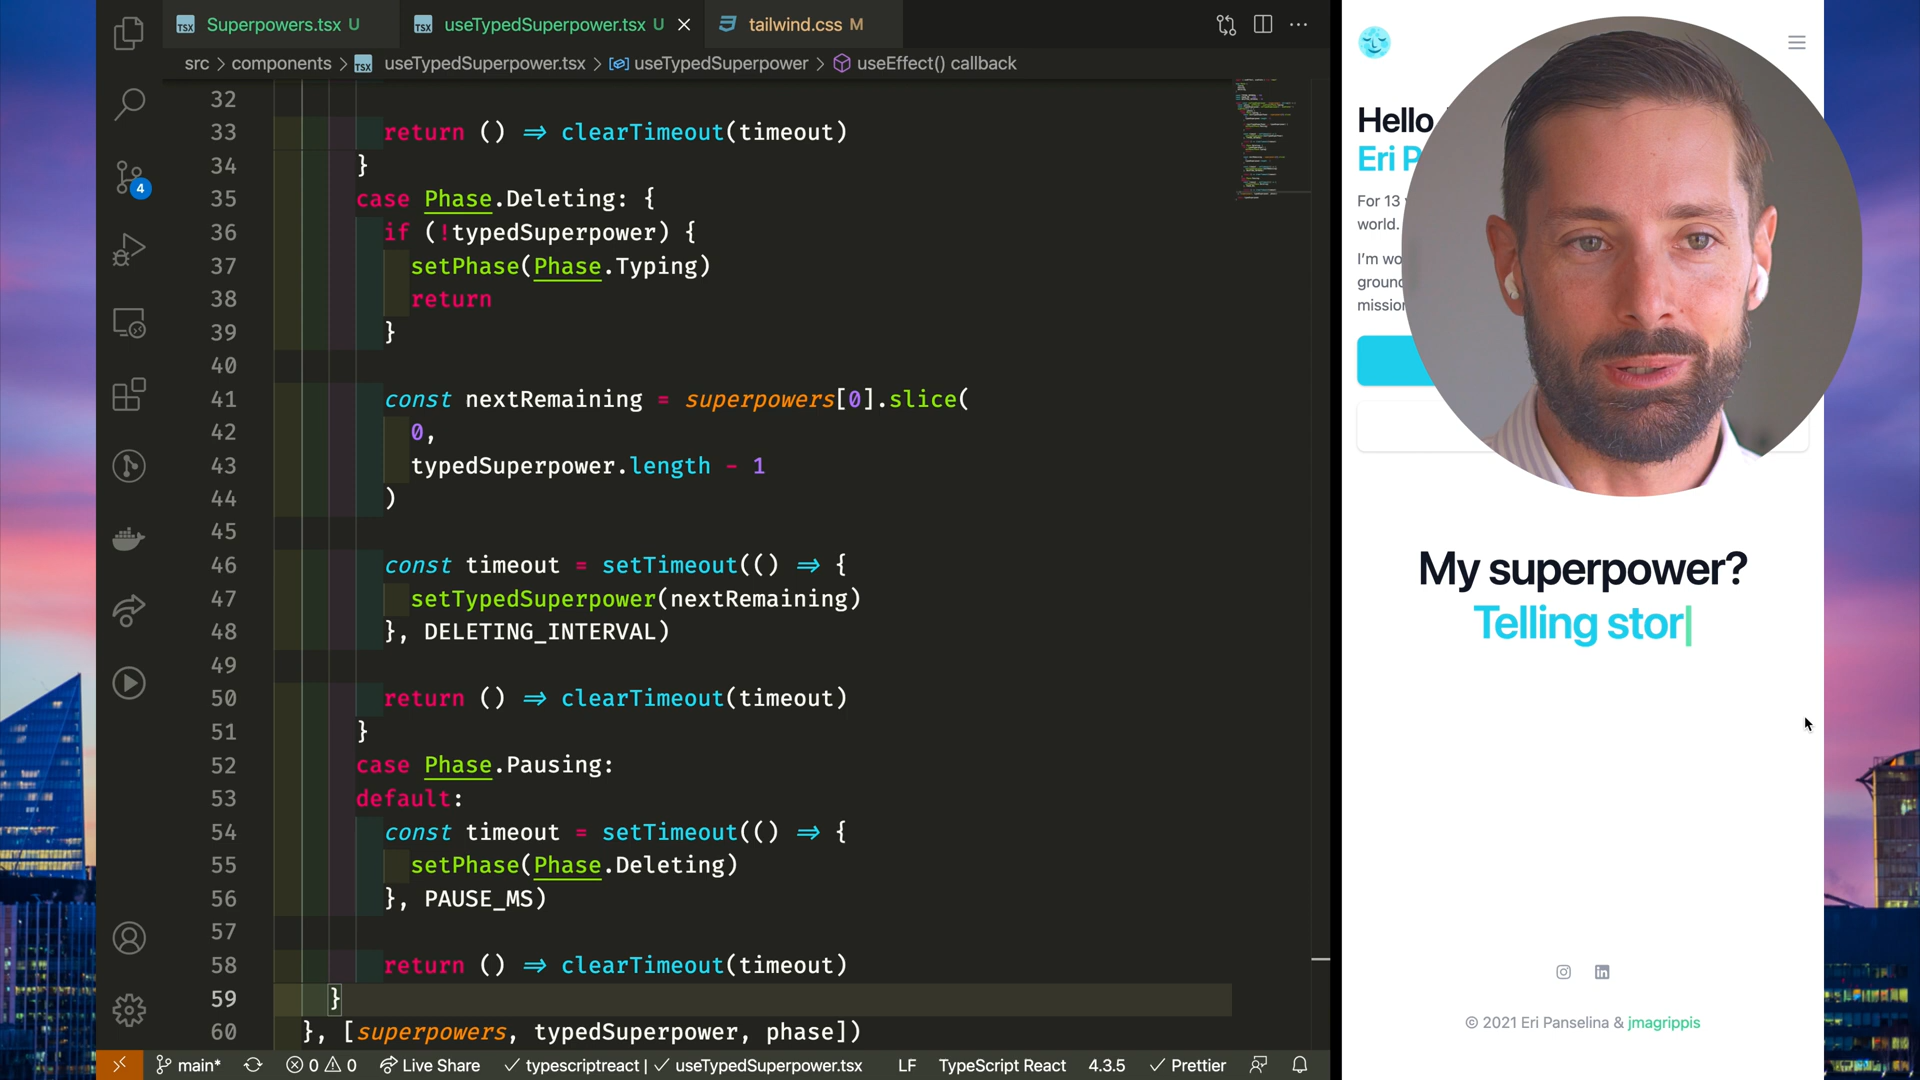 Superpowers.tsx U
useTypedSuperpower.tsx U
tailwind.css M
src > components > useTypedSuperpower.tsx > useTypedSuperpower > useEffect() callback
32
33 return () => clearTimeout(timeout)
34 }
35 case Phase.Deleting: {
36 if (!typedSuperpower) {
37 setPhase(Phase.Typing)
38 return
39 }
40
41 const nextRemaining = superpowers[0].slice(
42 0,
43 typedSuperpower.length - 1
44 )
45
46 const timeout = setTimeout(() => {
47 setTypedSuperpower(nextRemaining)
48 }, DELETING_INTERVAL)
49
50 return () => clearTimeout(timeout)
51 }
52 case Phase.Pausing:
53 default:
54 const timeout = setTimeout(() => {
55 setPhase(Phase.Deleting)
56 }, PAUSE_MS)
57
58 return () => clearTimeout(timeout)
59 }
60 }, [superpowers, typedSuperpower, phase])
4
main* 0 0 Live Share typescriptreact | useTypedSuperpower.tsx LF TypeScript React 4.3.5 Prettier
Hello
Eri P
For 13
world.
I'm wo
ground
mission
My superpower?
Telling stor|
© 2021 Eri Panselina & jmagrippis